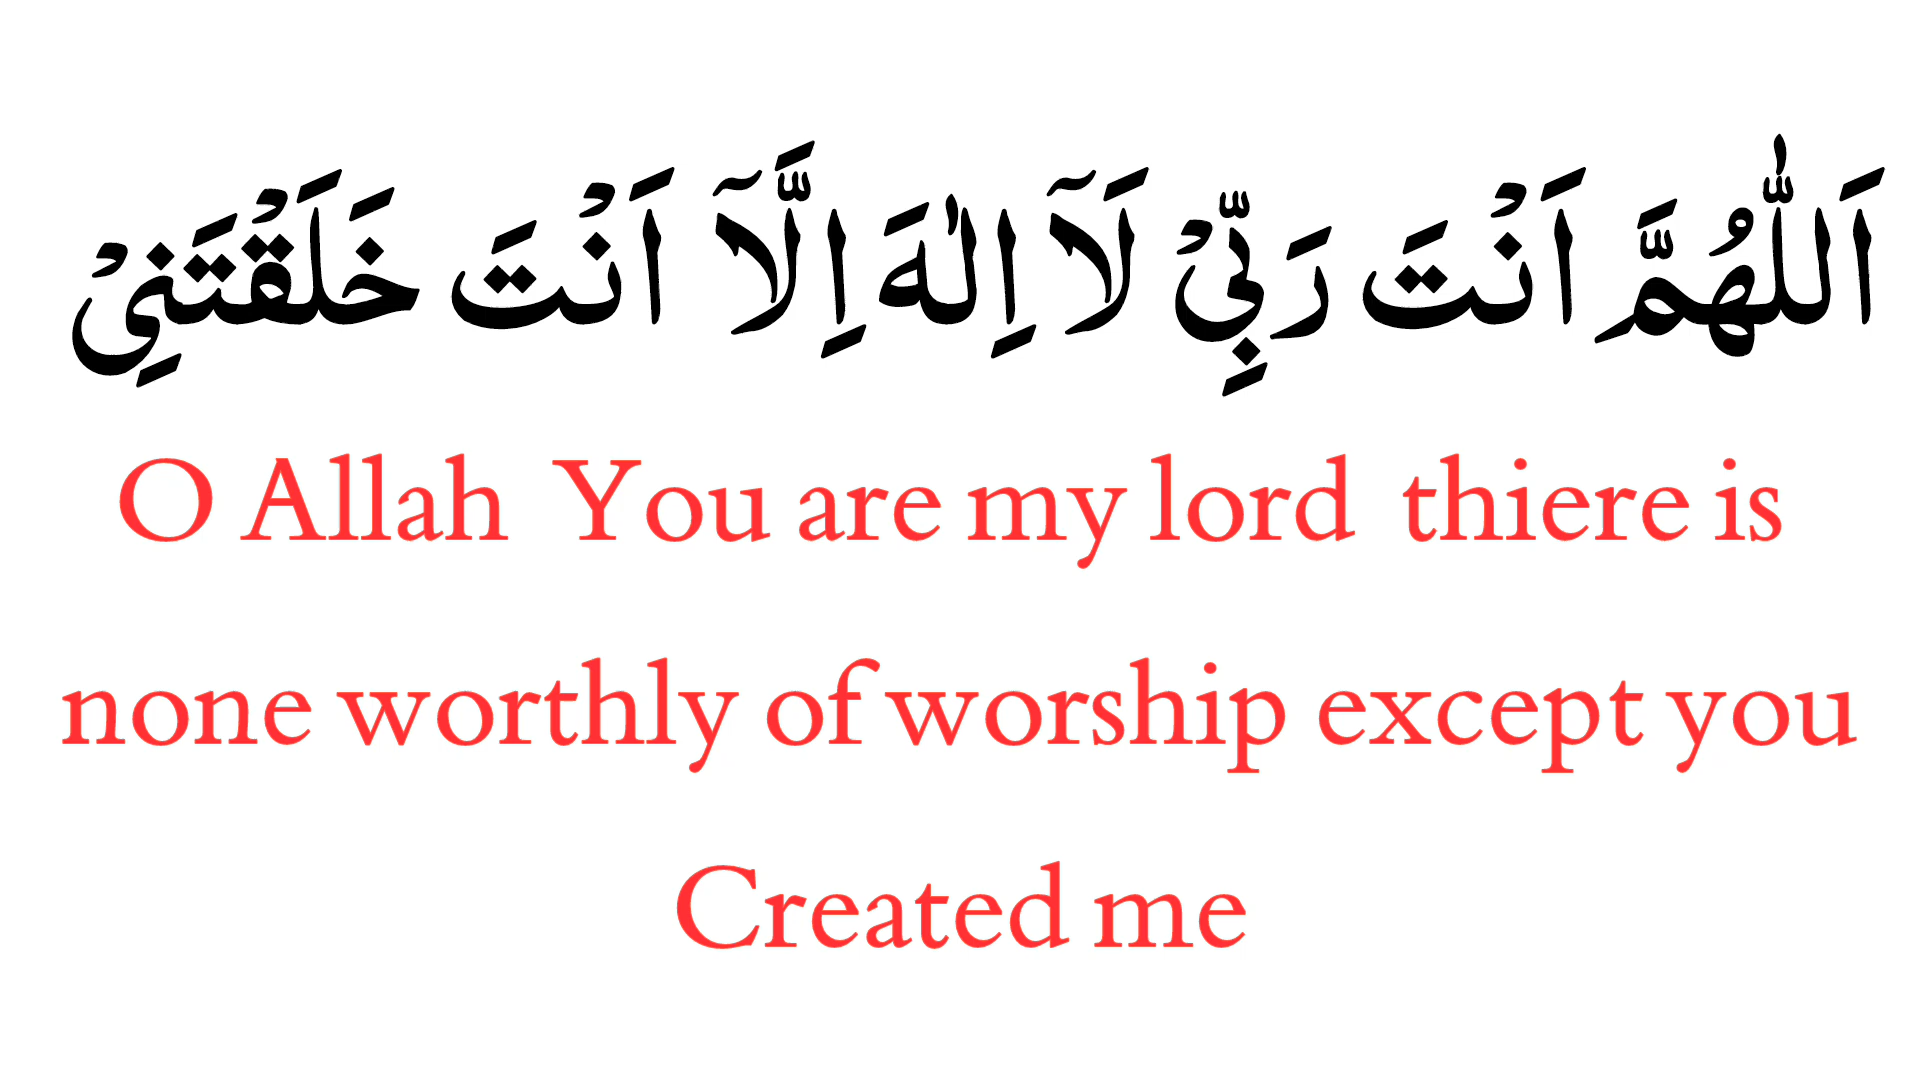 اَللّٰهُمَّ اَنْتَ رَبِّيْ لَآ اِلٰهَ اِلَّآ اَنْتَ خَلَقْتَنِيْ
O Allah You are my lord thiere is
none worthly of worship except you
Created me